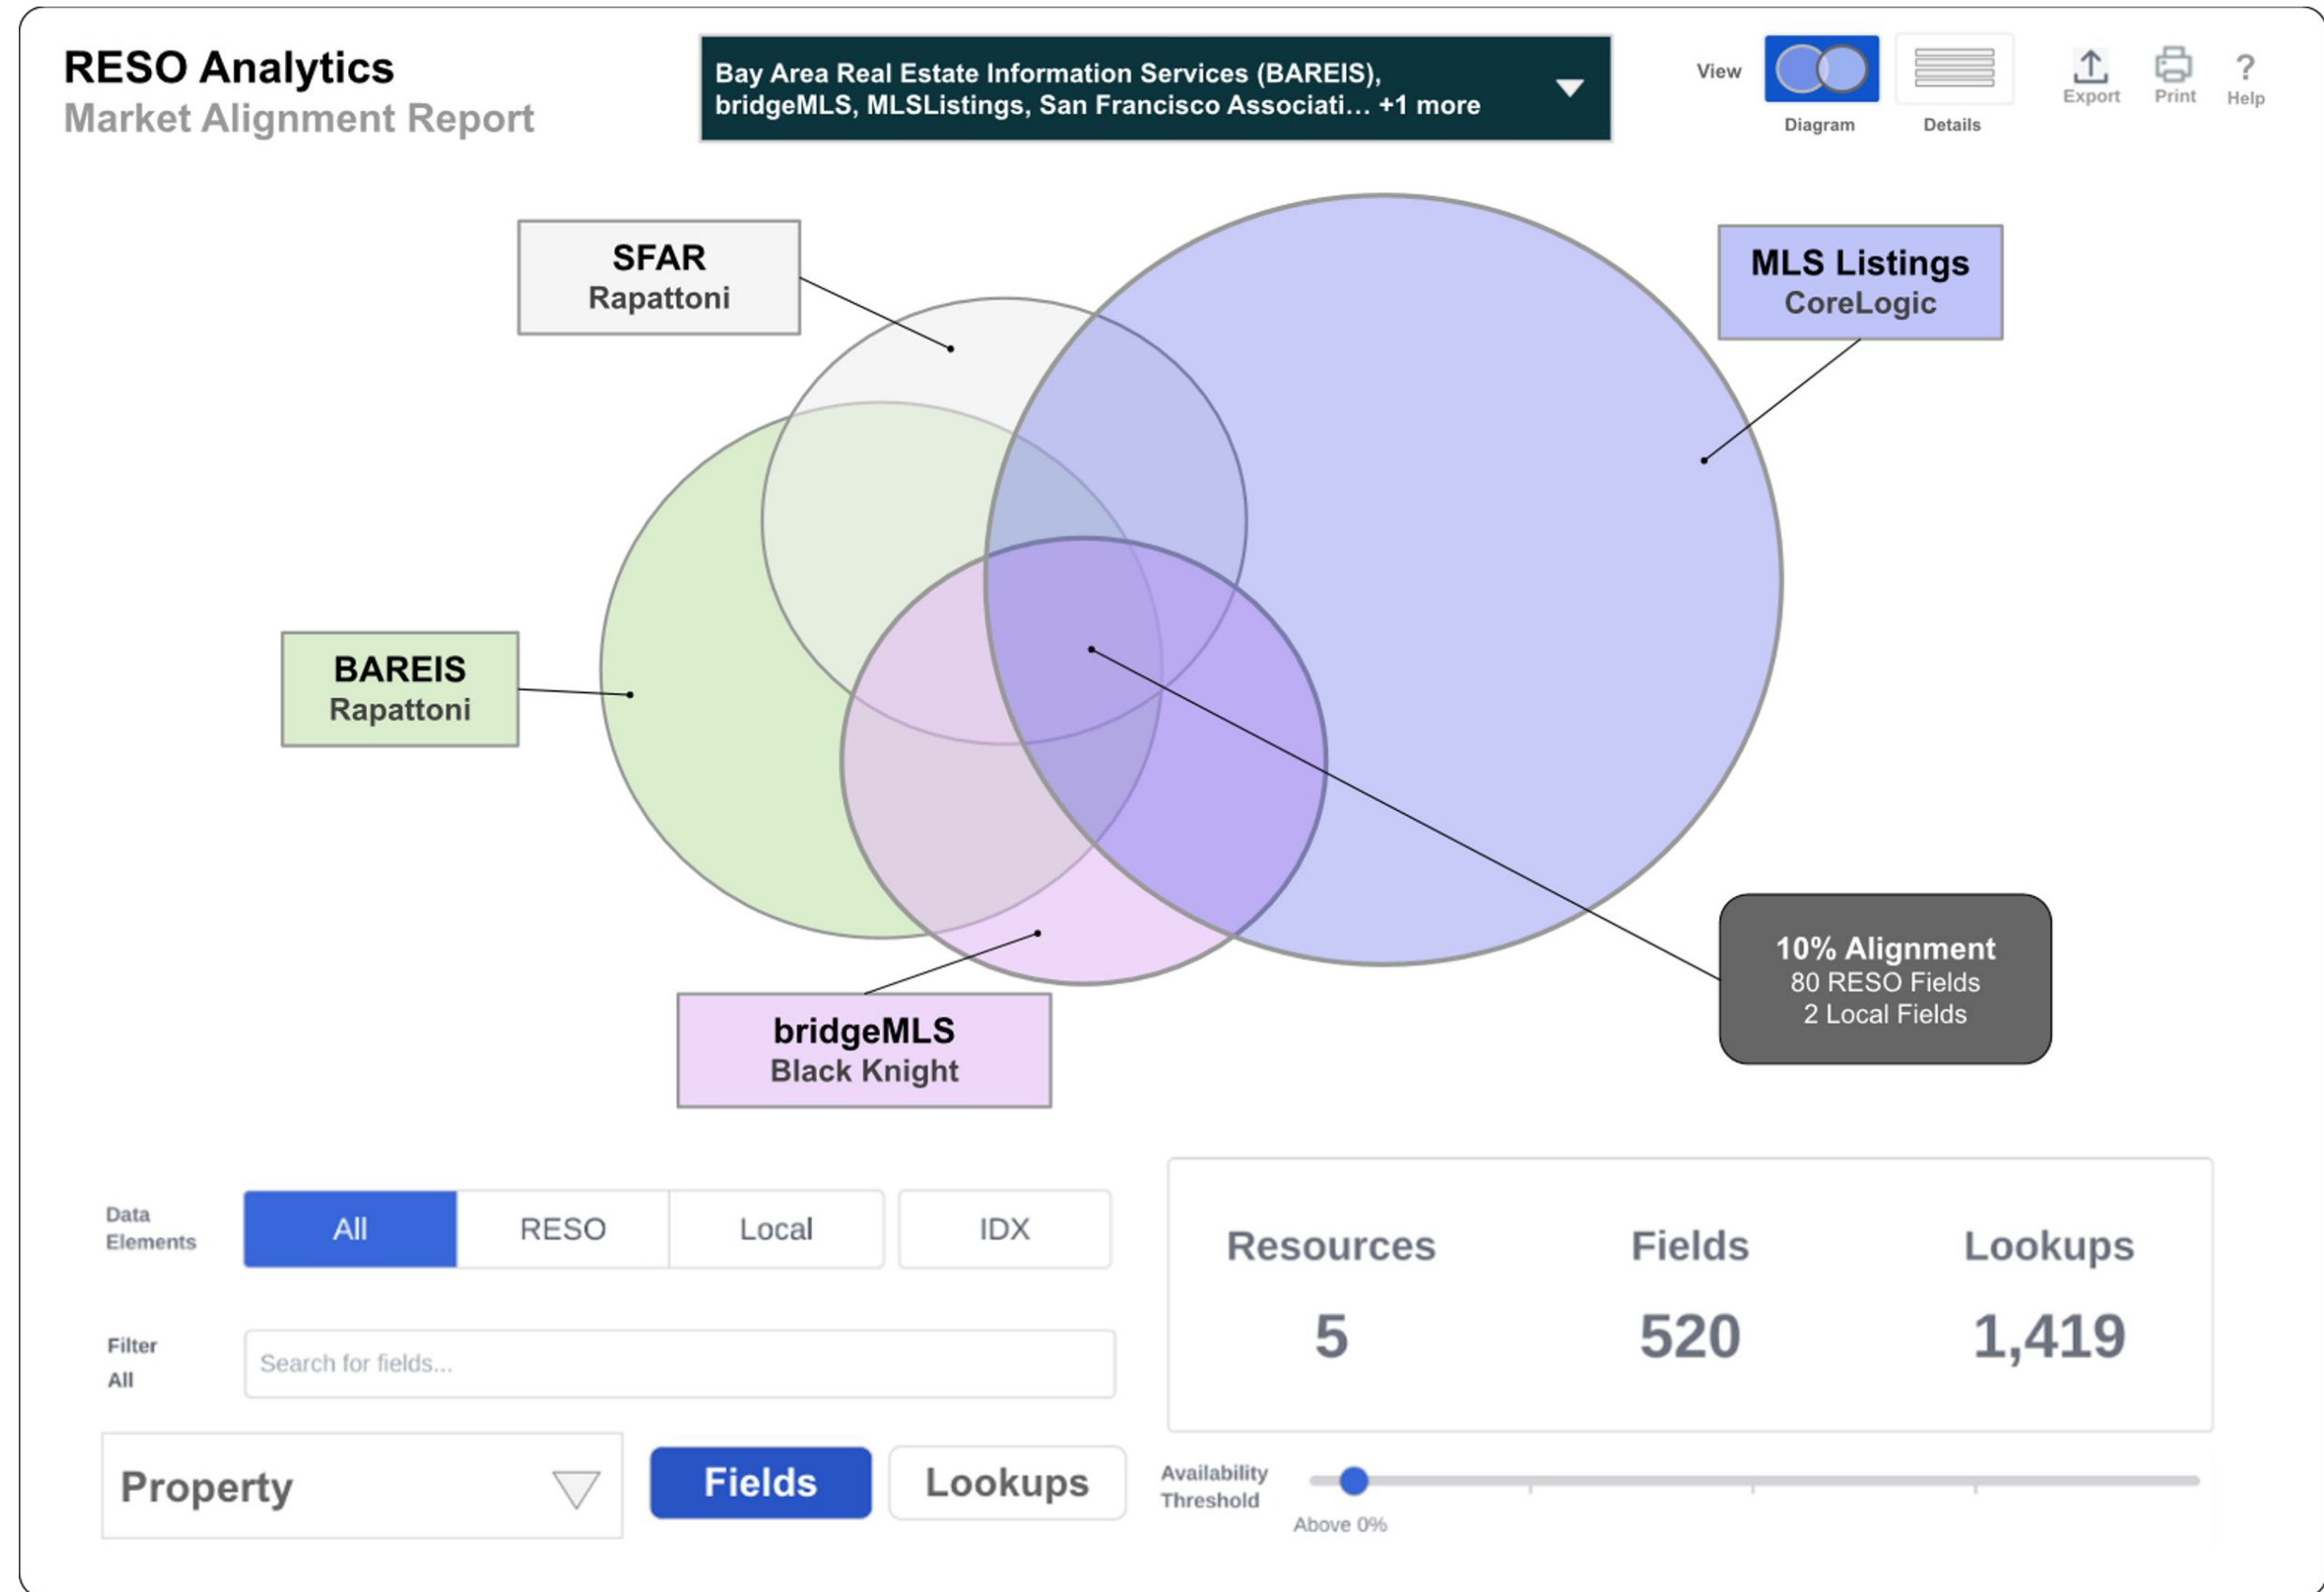 RESO Analytics
Market Alignment Report
Bay Area Real Estate Information Services (BAREIS),
bridgeMLS, MLSListings, San Francisco Associati... +1 more
View
Diagram
Details
Export
Print
?
Help
SFAR
Rapattoni
MLS Listings
CoreLogic
BAREIS
Rapattoni
bridgeMLS
Black Knight
10% Alignment
80 RESO Fields
2 Local Fields
Data
Elements
All
RESO
Local
IDX
Filter
All
Search for fields...
Property
Fields
Lookups
Resources
5
Fields
520
Lookups
1,419
Availability
Threshold
Above 0%